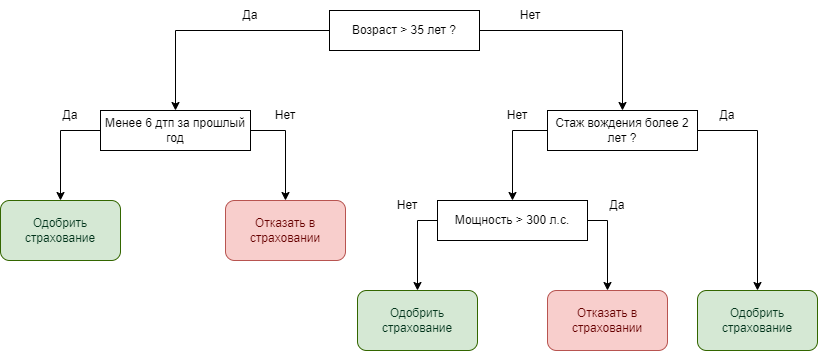 Да
Возраст > 35 лет ?
Нет
Да
Менее 6 дтп за прошлый
год
Нет
Нет
Стаж вождения более 2
лет ?
Да
Одобрить
страхование
Отказать в
страховании
Нет
Мощность > 300 л.с.
Да
Одобрить
страхование
Отказать в
страховании
Одобрить
страхование